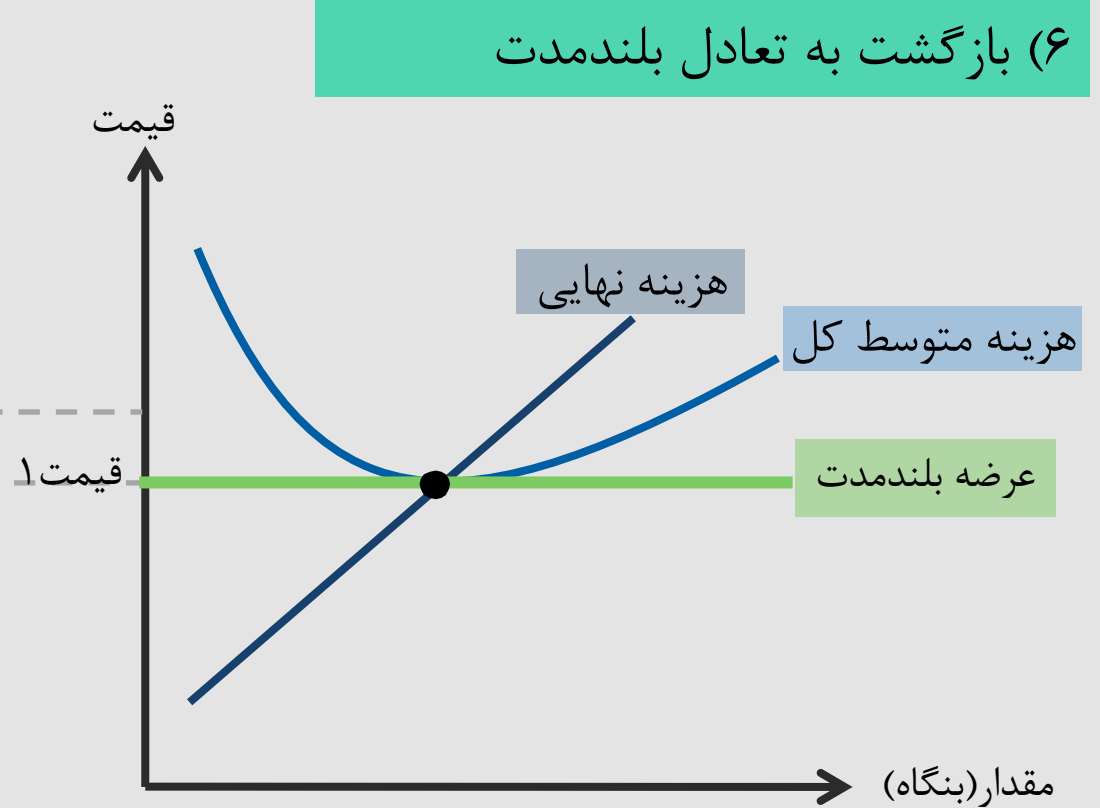 ۶) بازگشت به تعادل بلندمدت
قیمت
هزینه نهایی
هزینه متوسط کل
عرضه بلندمدت
قیمت۱
مقدار(بنگاه)